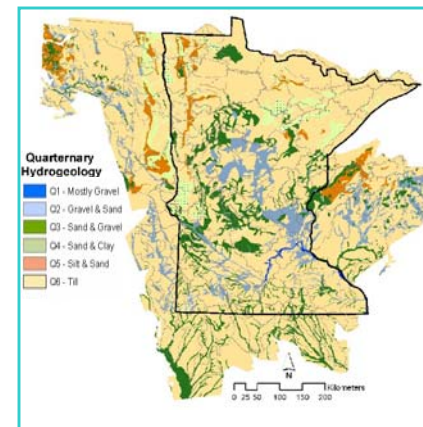 Quarternary
Hydrogeology
Q1 - Mostly Gravel
Q2 - Gravel & Sand
Q3 - Sand & Gravel
Q4 - Sand & Clay
Q5 - Silt & Sand
Q6 - Till
N
Kilometers
0 25 50 100 150 200